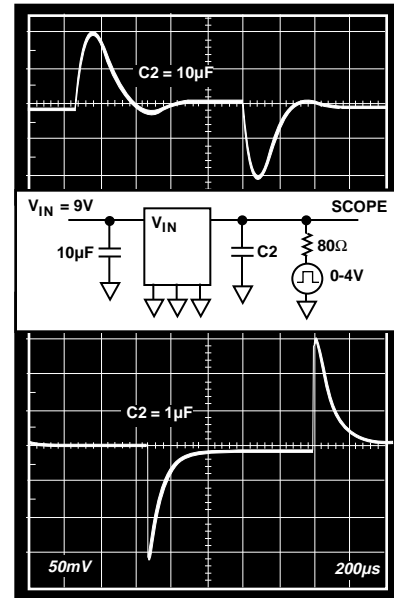 C2 = 10µF
V_IN = 9V
SCOPE
V_IN
10µF
C2
80Ω
0-4V
C2 = 1µF
50mV
200µs